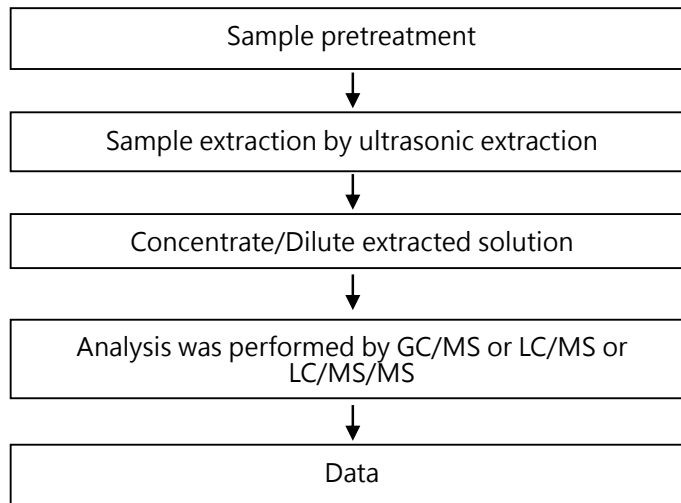 Sample pretreatment
Sample extraction by ultrasonic extraction
Concentrate/Dilute extracted solution
Analysis was performed by GC/MS or LC/MS or
LC/MS/MS
Data